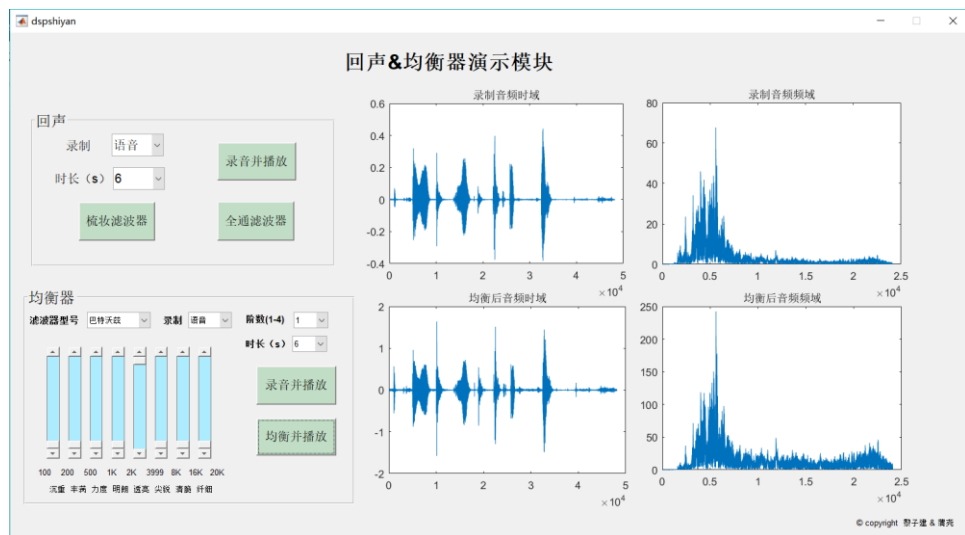 dspshiyan
回声&均衡器演示模块
回声
录制 语音
录音并播放
时长（s） 6
梳妆滤波器 全通滤波器
均衡器
滤波器型号 巴特沃兹 录制 语音 阶数(1-4) 1
时长（s） 6
录音并播放
均衡并播放
100 200 500 1K 2K 3999 8K 16K 20K
沉重 丰满 力度 明朗 透亮 尖锐 清脆 纤细
录制音频时域
0.6
0.4
0.2
0
-0.2
-0.4
0 1 2 3 4 5
×10^4
录制音频频域
80
60
40
20
0
0 0.5 1 1.5 2 2.5
×10^4
均衡后音频时域
2
1
0
-1
-2
0 1 2 3 4 5
×10^4
均衡后音频频域
250
200
150
100
50
0
0 0.5 1 1.5 2 2.5
×10^4
© copyright 黎子建 &